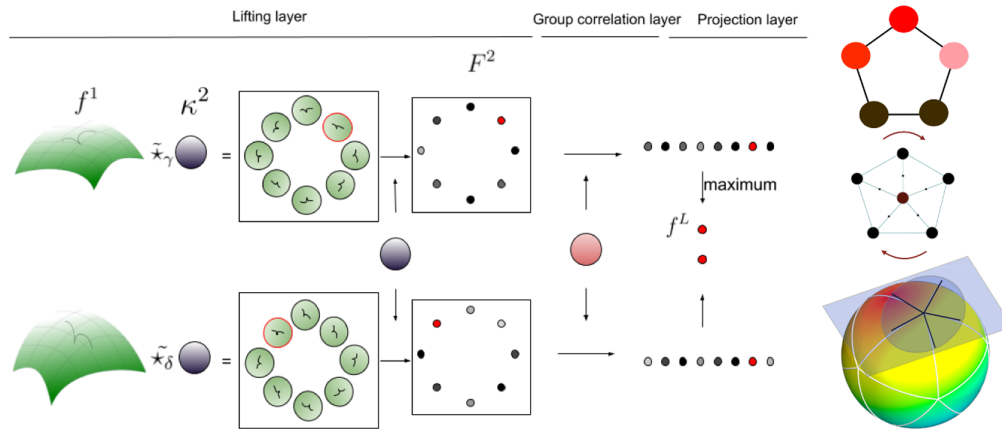 Lifting layer
Group correlation layer
Projection layer
F²
f¹
κ²
⋆̃γ
=
maximum
f^L
⋆̃δ
=